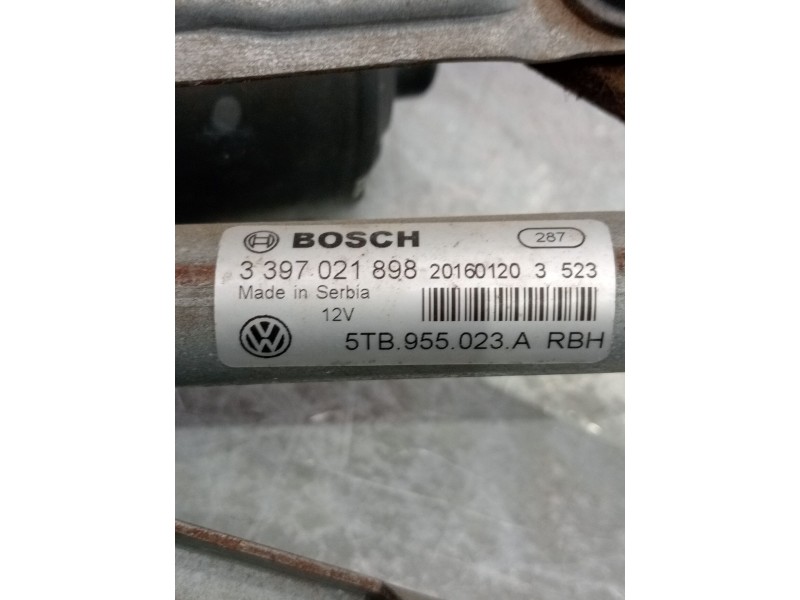 BOSCH 287
3 397 021 898 20160120 3 523
Made in Serbia
12V
5TB.955.023.A RBH